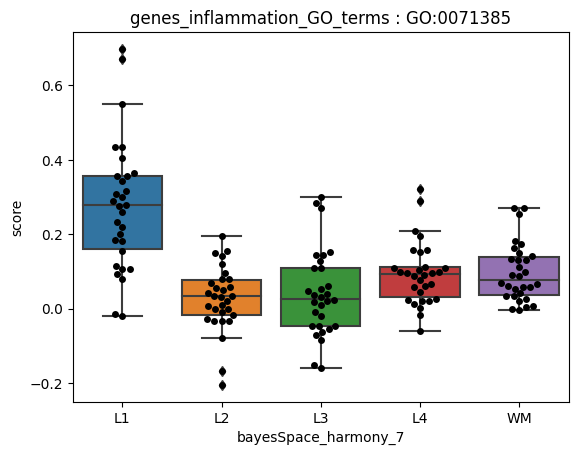 genes_inflammation_GO_terms : GO:0071385
score
0.6
0.4
0.2
0.0
−0.2
L1 L2 L3 L4 WM
bayesSpace_harmony_7